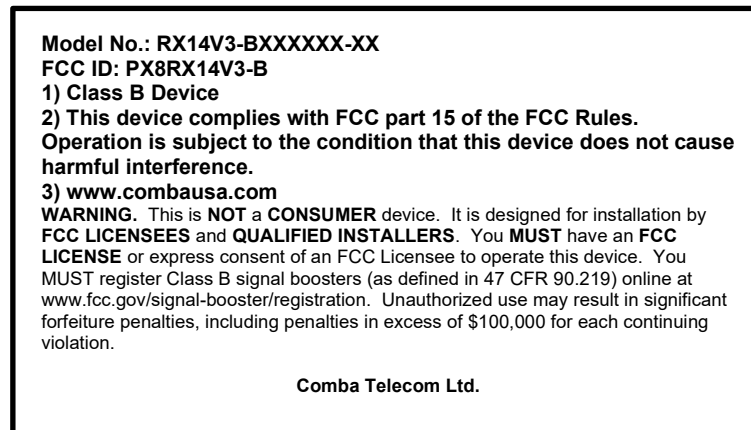 Model No.: RX14V3-BXXXXXX-XX
FCC ID: PX8RX14V3-B
1) Class B Device
2) This device complies with FCC part 15 of the FCC Rules.
Operation is subject to the condition that this device does not cause
harmful interference.
3) www.combausa.com
WARNING.  This is NOT a CONSUMER device.  It is designed for installation by
FCC LICENSEES and QUALIFIED INSTALLERS.  You MUST have an FCC
LICENSE or express consent of an FCC Licensee to operate this device.  You
MUST register Class B signal boosters (as defined in 47 CFR 90.219) online at
www.fcc.gov/signal-booster/registration.  Unauthorized use may result in significant
forfeiture penalties, including penalties in excess of $100,000 for each continuing
violation.
Comba Telecom Ltd.